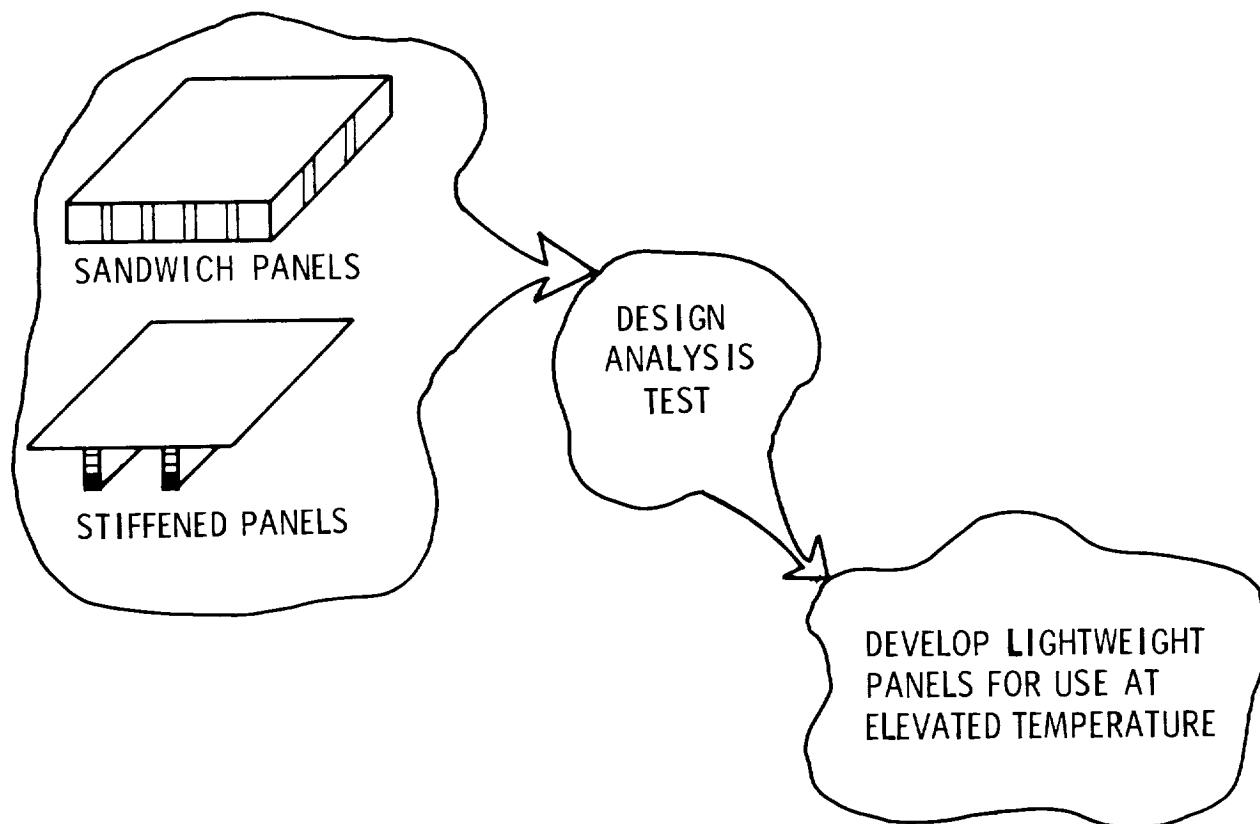 SANDWICH PANELS
STIFFENED PANELS
DESIGN
ANALYSIS
TEST
DEVELOP LIGHTWEIGHT
PANELS FOR USE AT
ELEVATED TEMPERATURE